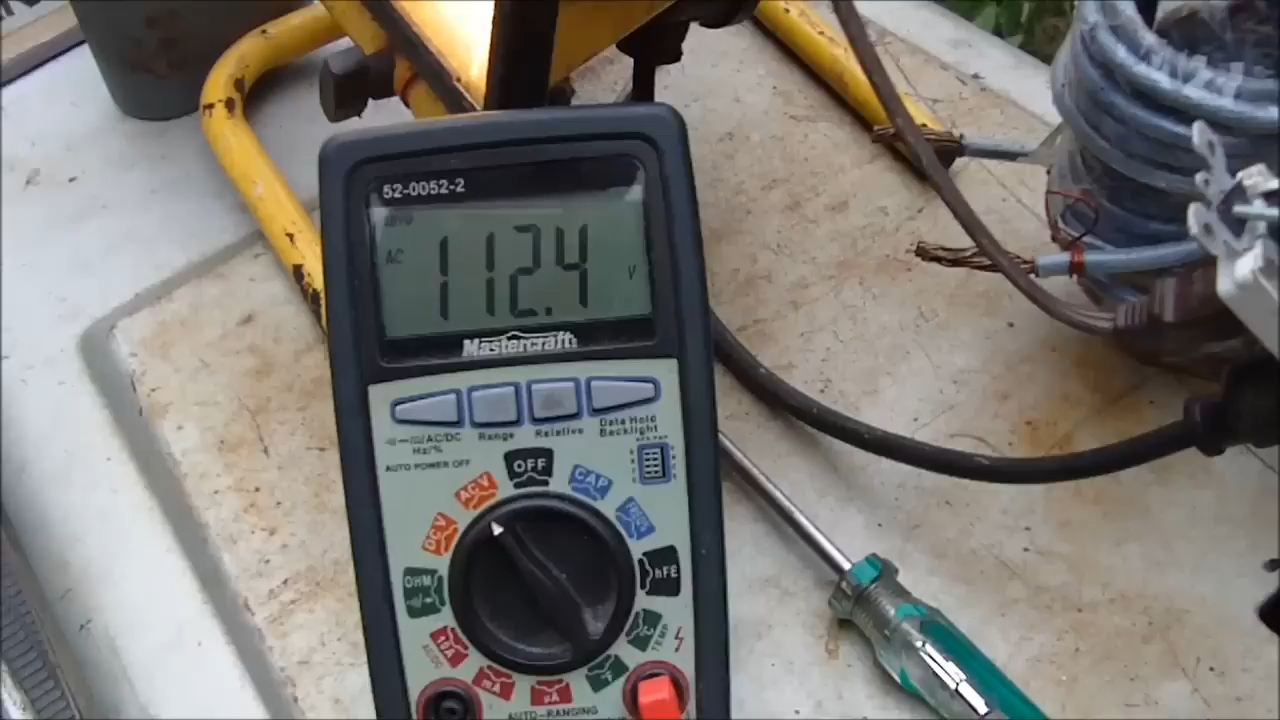 52-0052-2
AUTO
AC 112.4 V
Mastercraft
AC/DC Range Relative Data Hold
Hz/% Backlight
AUTO POWER OFF
OFF
ACV CAP
DCV
OHM hFE
TEMP
10A
mA µA
AUTO-RANGING